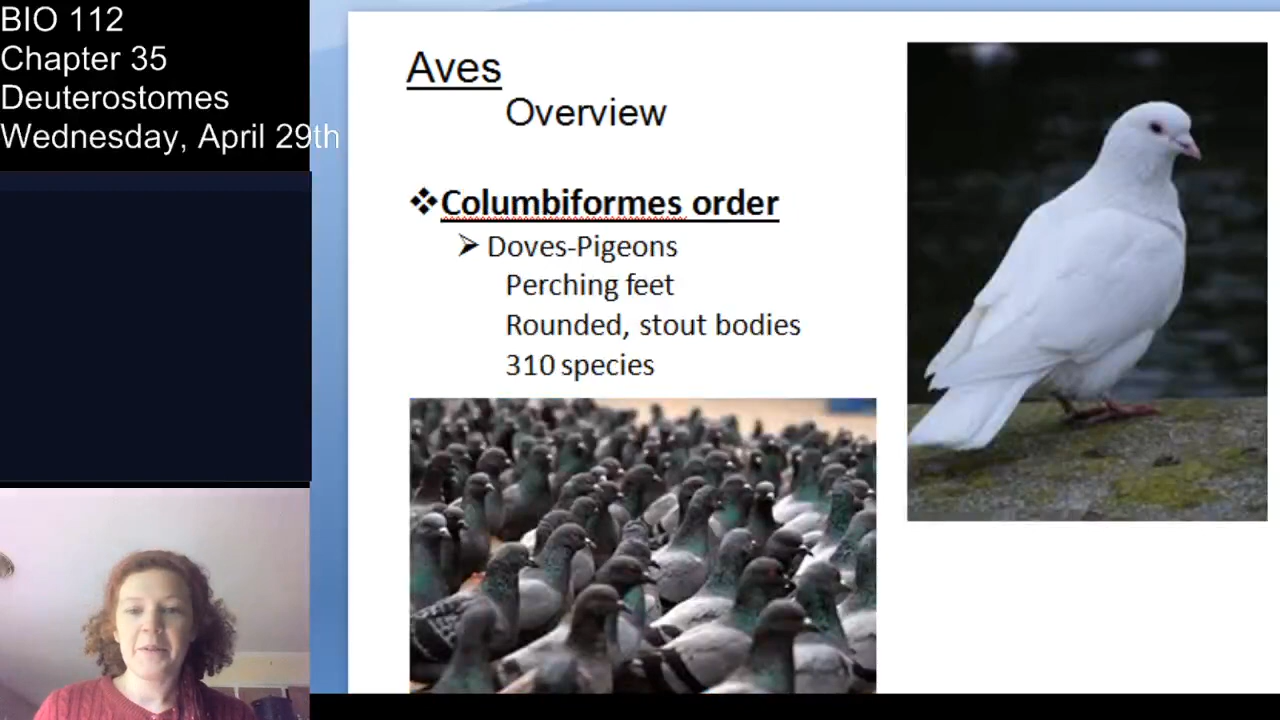 BIO 112
Chapter 35
Deuterostomes
Wednesday, April 29th
Aves
Overview
❖Columbiformes order
➢ Doves-Pigeons
Perching feet
Rounded, stout bodies
310 species